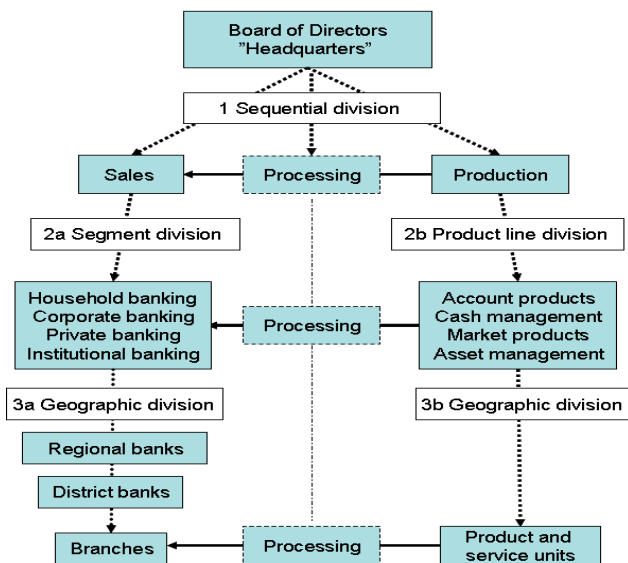 Board of Directors
”Headquarters”
1 Sequential division
Sales
Processing
Production
2a Segment division
2b Product line division
Household banking
Corporate banking
Private banking
Institutional banking
Processing
Account products
Cash management
Market products
Asset management
3a Geographic division
3b Geographic division
Regional banks
District banks
Branches
Processing
Product and
service units